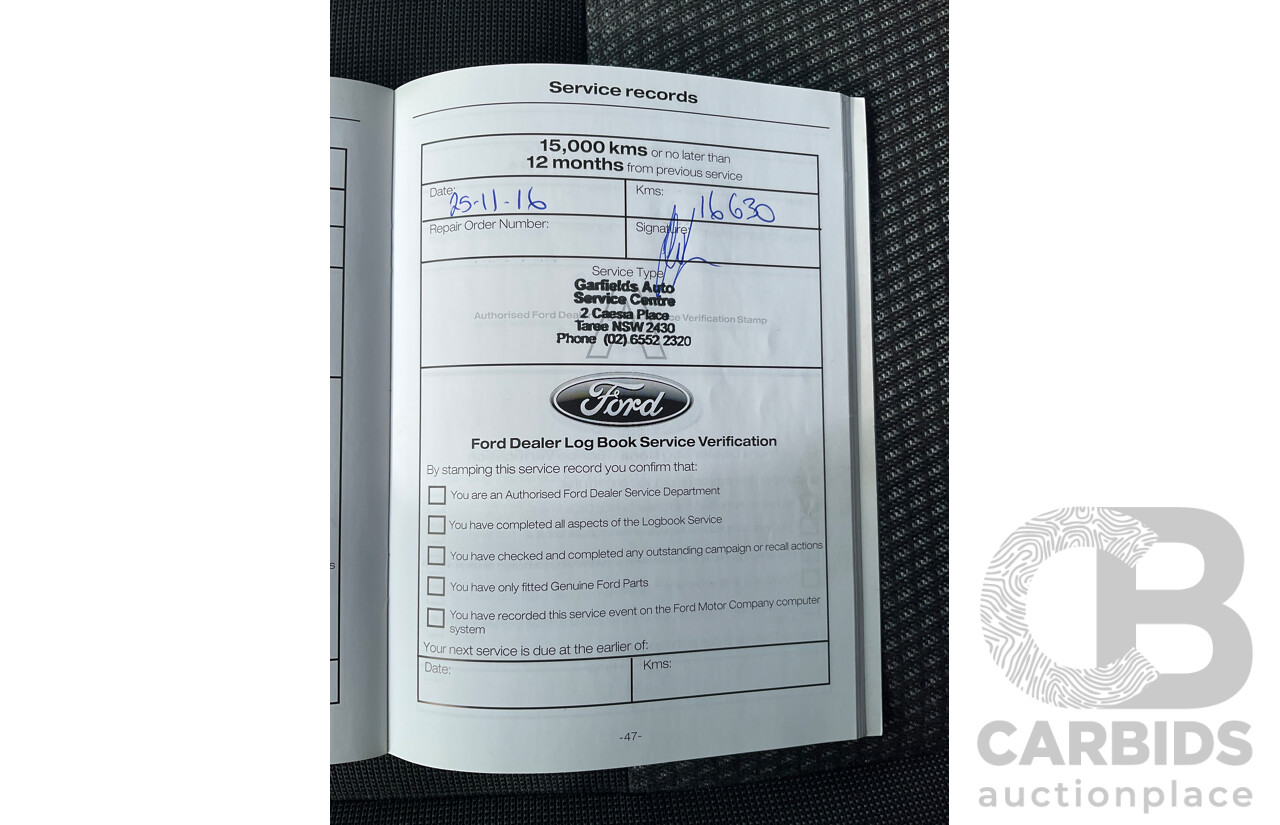 Service records
15,000 kms or no later than
12 months from previous service
Date:
25-11-16
Kms:
16630
Repair Order Number:
Signature:
Service Type
Garfields Auto
Service Centre
2 Caesia Place
Taree NSW 2430
Phone (02) 6552 2320
Authorised Ford Dea ce Verification Stamp
A
Ford
Ford Dealer Log Book Service Verification
By stamping this service record you confirm that:
You are an Authorised Ford Dealer Service Department
You have completed all aspects of the Logbook Service
You have checked and completed any outstanding campaign or recall actions
You have only fitted Genuine Ford Parts
You have recorded this service event on the Ford Motor Company computer
system
Your next service is due at the earlier of:
Date:
Kms:
-47-
s
CB
CARBIDS
auctionplace